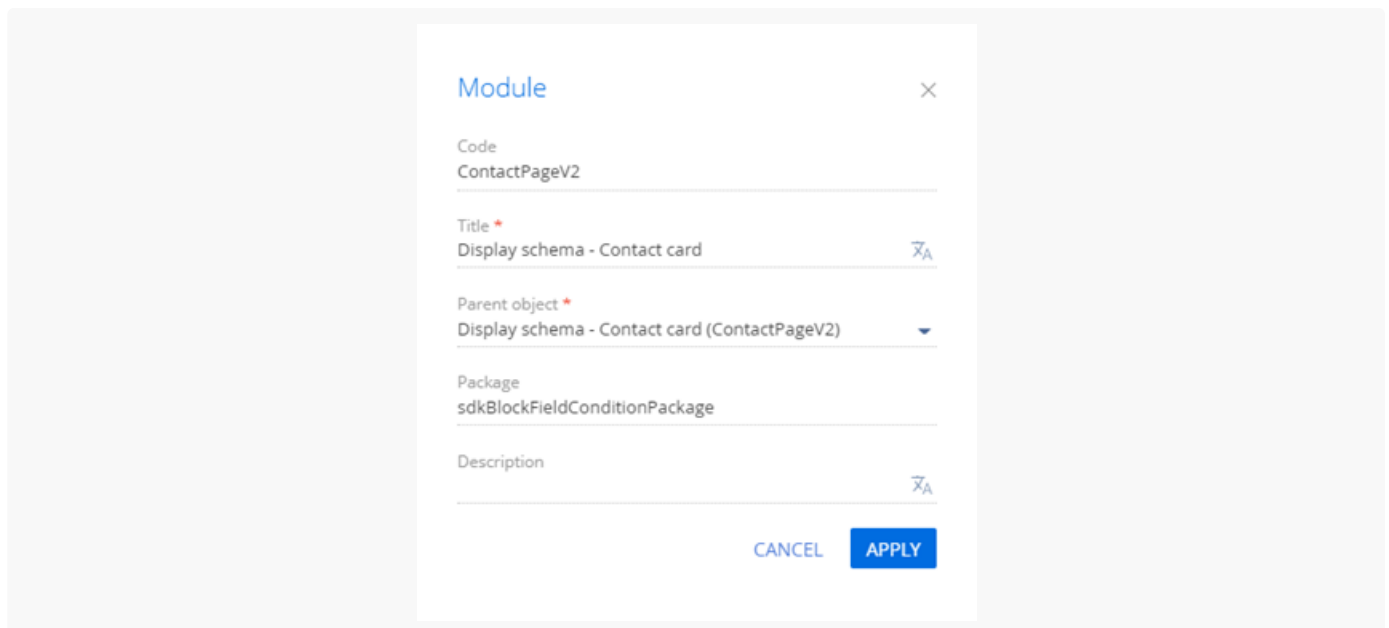 Module
Code
ContactPageV2
Title *
Display schema - Contact card
Parent object *
Display schema - Contact card (ContactPageV2)
Package
sdkBlockFieldConditionPackage
Description
CANCEL APPLY